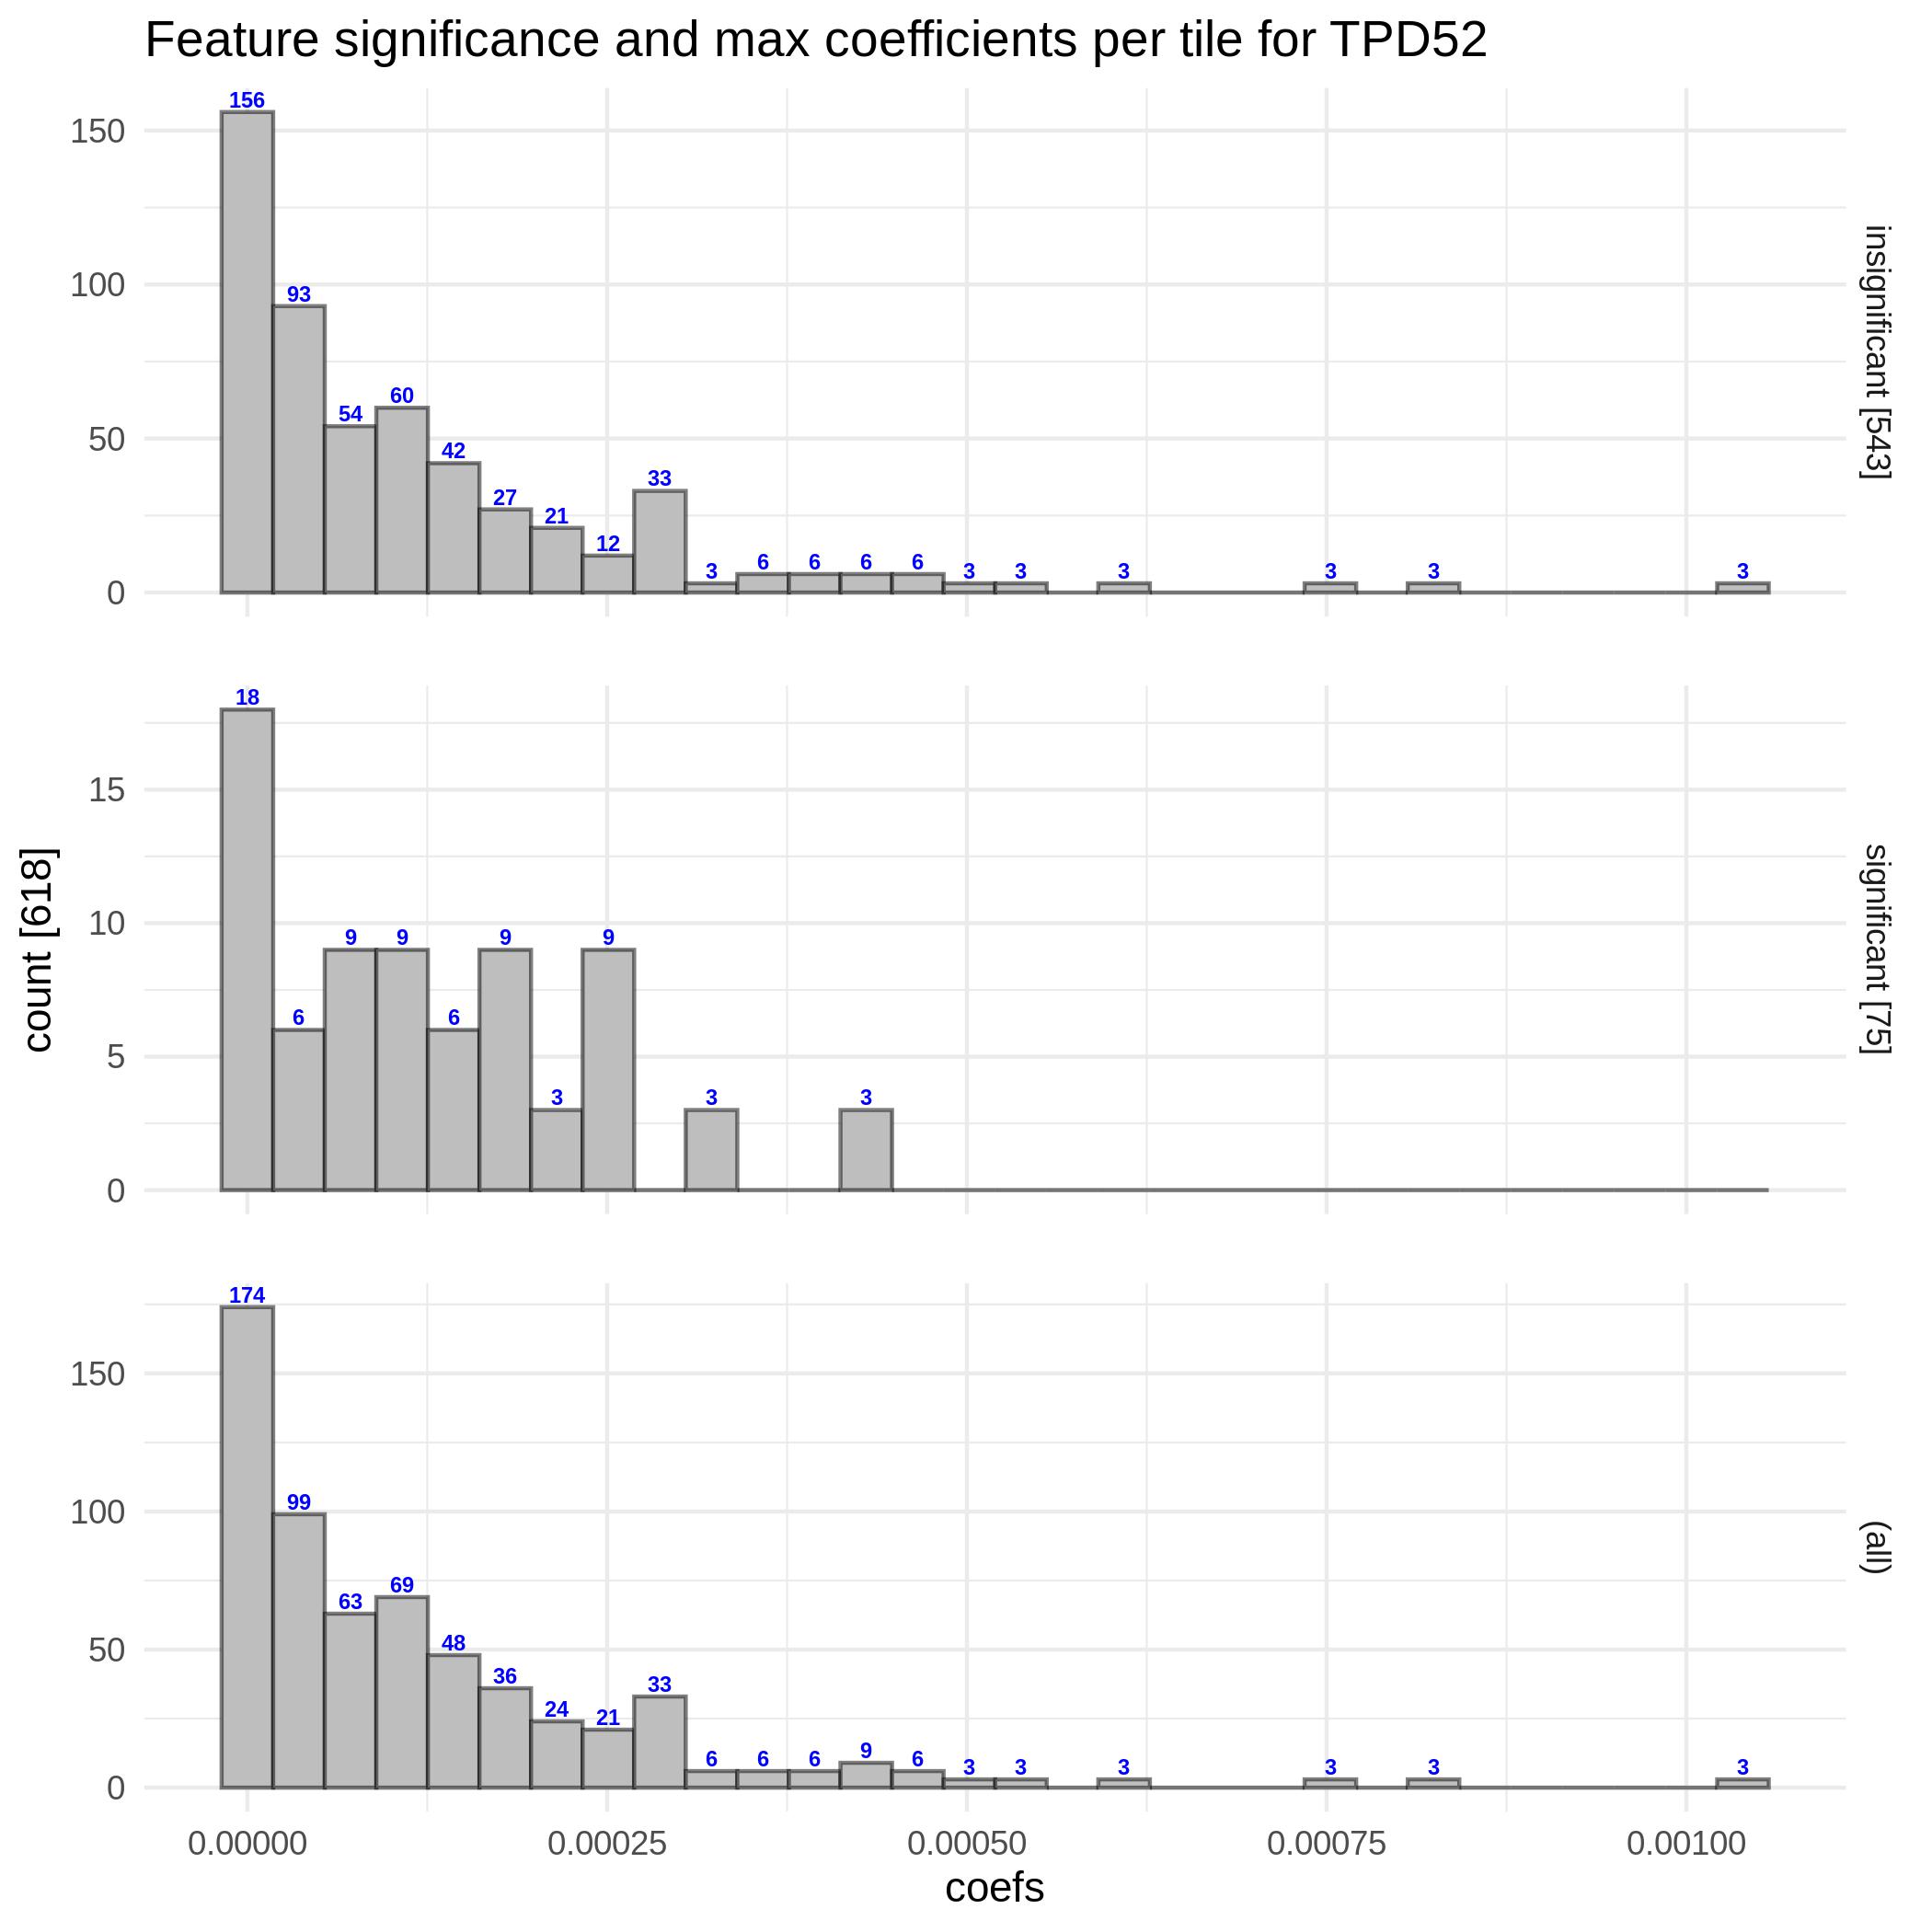 Feature significance and max coefficients per tile for TPD52
156
150
93
100
60
54
50
42
33
27
21
12
3 6 6 6 6 3 3 3 3 3 3
0
insignificant [543]
18
15
10
9 9 9 9
6 6
5
3 3 3
0
significant [75]
count [618]
174
150
99
100
69
63
50
48
36
33
24
21
6 6 6 9 6 3 3 3 3 3 3
0
(all)
0.00000 0.00025 0.00050 0.00075 0.00100
coefs